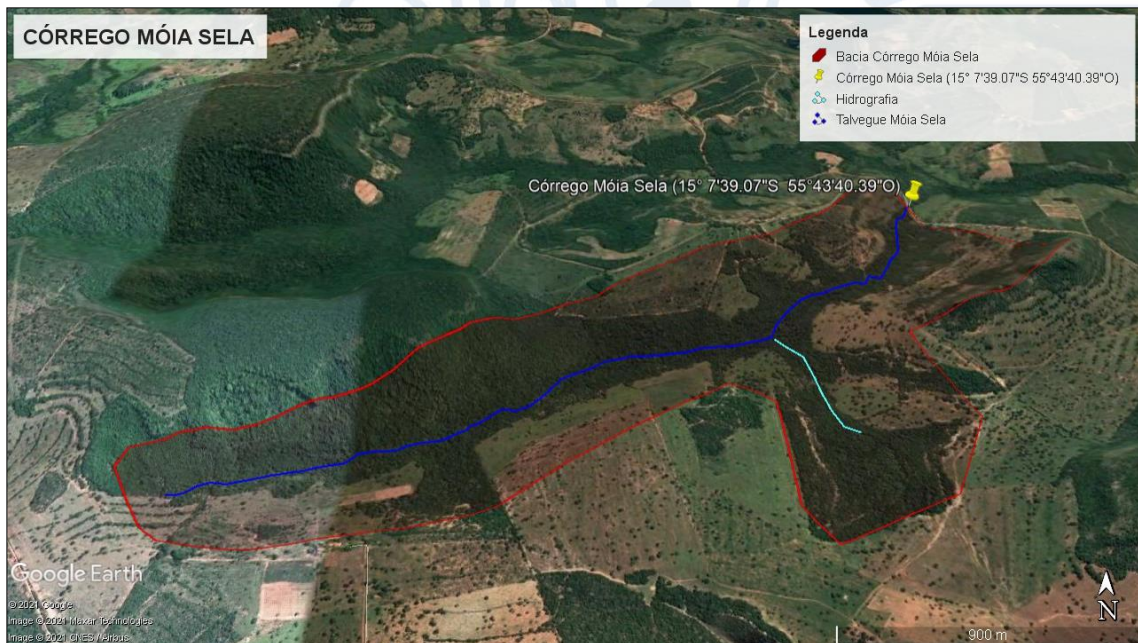 CÓRREGO MÓIA SELA
Legenda
Bacia Córrego Móia Sela
Córrego Móia Sela (15° 7'39.07"S 55°43'40.39"O)
Hidrografia
Talvegue Móia Sela
Córrego Móia Sela (15° 7'39.07"S 55°43'40.39"O)
Google Earth
© 2021 Google
Image © 2021 Maxar Technologies
Image © 2021 CNES / Airbus
N
900 m